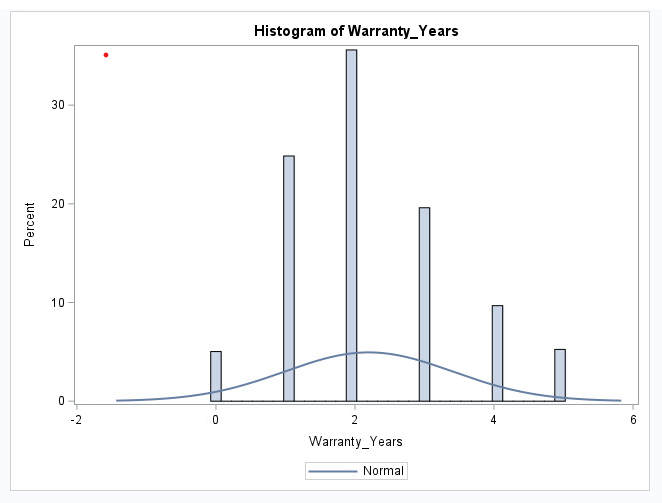 Histogram of Warranty_Years
30
20
10
0
Percent
-2 0 2 4 6
Warranty_Years
Normal